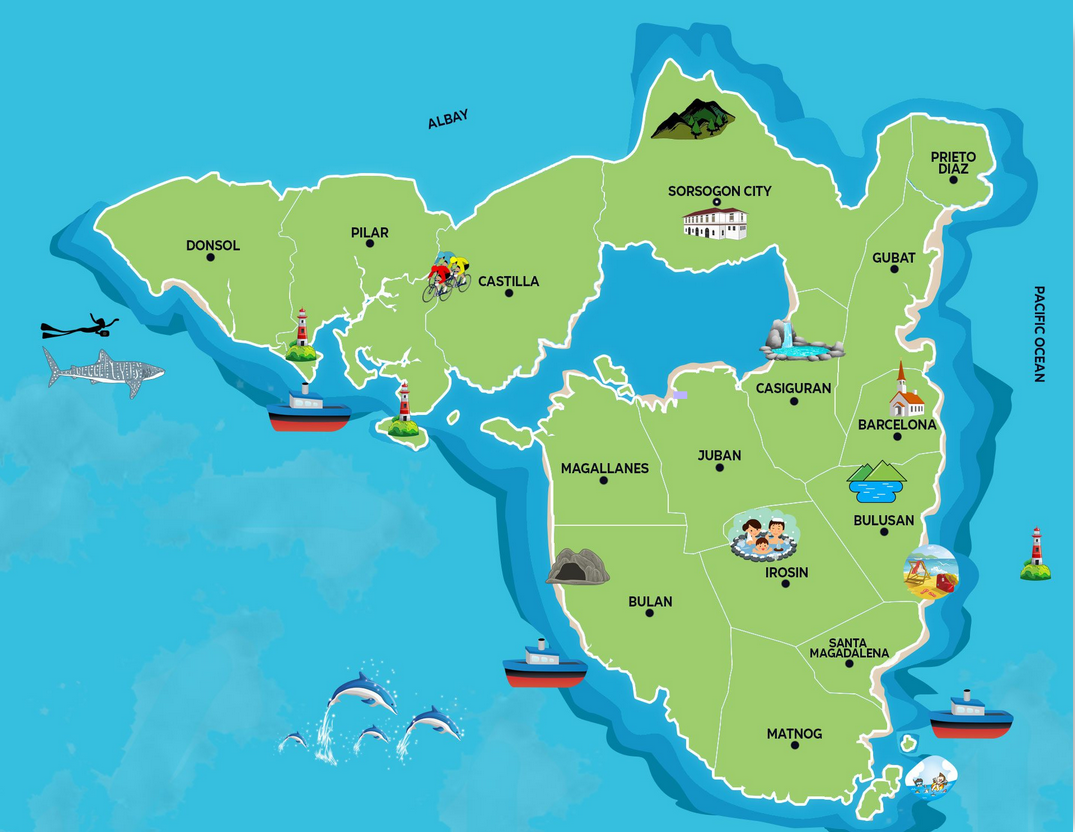 ALBAY
PRIETO
DIAZ
SORSOGON CITY
PILAR
DONSOL
GUBAT
CASTILLA
PACIFIC OCEAN
CASIGURAN
BARCELONA
JUBAN
MAGALLANES
BULUSAN
IROSIN
BULAN
SANTA
MAGADALENA
MATNOG